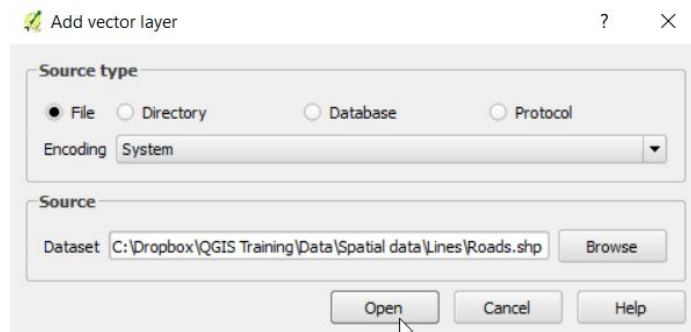 Add vector layer ?
Source type
File Directory Database Protocol
Encoding System
Source
Dataset C:\Dropbox\QGIS Training\Data\Spatial data\Lines\Roads.shp Browse
Open Cancel Help